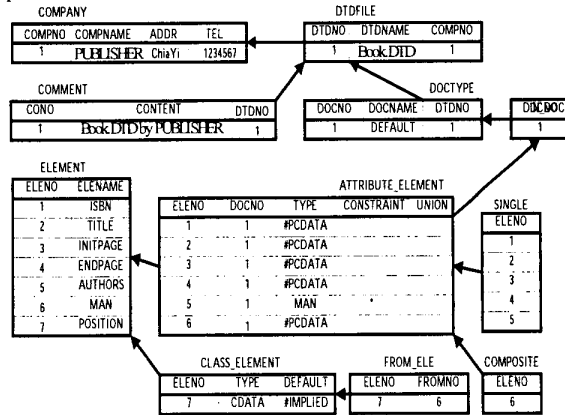 COMPANY
COMPNO COMPNAME ADDR TEL
1 PUBLISHER ChiaYi 1234567
DTDFILE
DTDNO DTDNAME COMPNO
1 Book.DTD 1
COMMENT
CONO CONTENT DTDNO
1 Book.DTD by PUBLISHER 1
DOCTYPE
DOCNO DOCNAME DTDNO
1 DEFAULT 1
1
ELEMENT
ELENO ELENAME
1 ISBN
2 TITLE
3 INITPAGE
4 ENDPAGE
5 AUTHORS
6 MAN
7 POSITION
ATTRIBUTE_ELEMENT
ELENO DOCNO TYPE CONSTRAINT UNION
1 1 #PCDATA
2 1 #PCDATA
3 1 #PCDATA
4 1 #PCDATA
5 1 MAN *
6 1 #PCDATA
SINGLE
ELENO
1
2
3
4
5
CLASS_ELEMENT
ELENO TYPE DEFAULT
7 CDATA #IMPLIED
FROM_ELE
ELENO FROMNO
7 6
COMPOSITE
ELENO
6